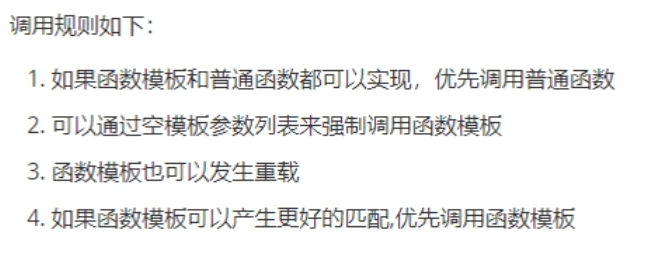 调用规则如下：
1. 如果函数模板和普通函数都可以实现，优先调用普通函数
2. 可以通过空模板参数列表来强制调用函数模板
3. 函数模板也可以发生重载
4. 如果函数模板可以产生更好的匹配,优先调用函数模板